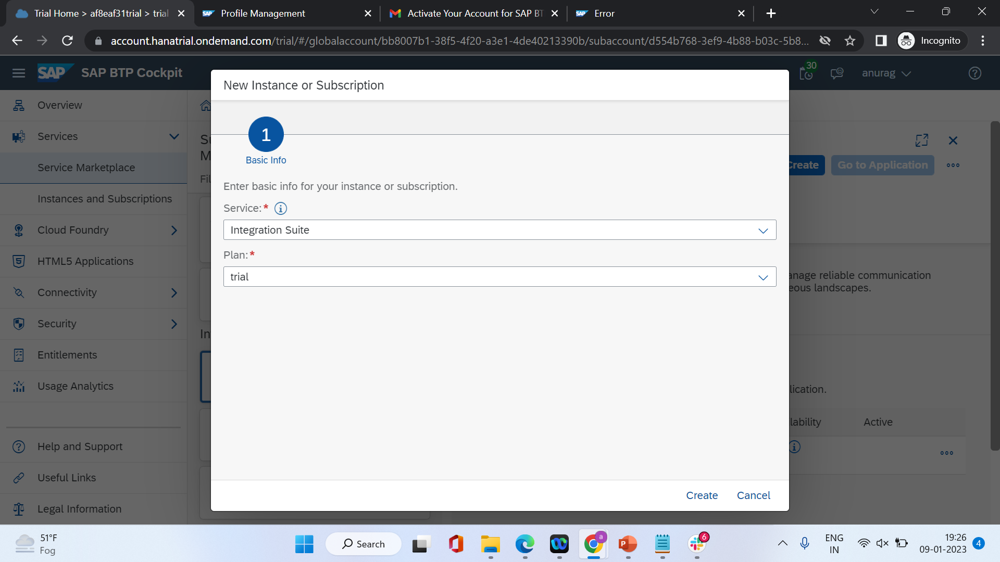 Trial Home > af8eaf31trial > trial
Profile Management
Activate Your Account for SAP BT
Error
account.hanatrial.ondemand.com/trial/#/globalaccount/bb8007b1-38f5-4f20-a3e1-4de40213390b/subaccount/d554b768-3ef9-4b88-b03c-5b8...
Incognito
SAP
SAP BTP Cockpit
30
anurag
New Instance or Subscription
1
Basic Info
Enter basic info for your instance or subscription.
Service:*
Integration Suite
Plan:*
trial
Create
Cancel
Overview
Services
Service Marketplace
Instances and Subscriptions
Cloud Foundry
HTML5 Applications
Connectivity
Security
Entitlements
Usage Analytics
Help and Support
Useful Links
Legal Information
Create
Go to Application
anage reliable communication
eous landscapes.
lication.
lability
Active
51°F
Fog
Search
a
6
ENG
IN
19:26
09-01-2023
4